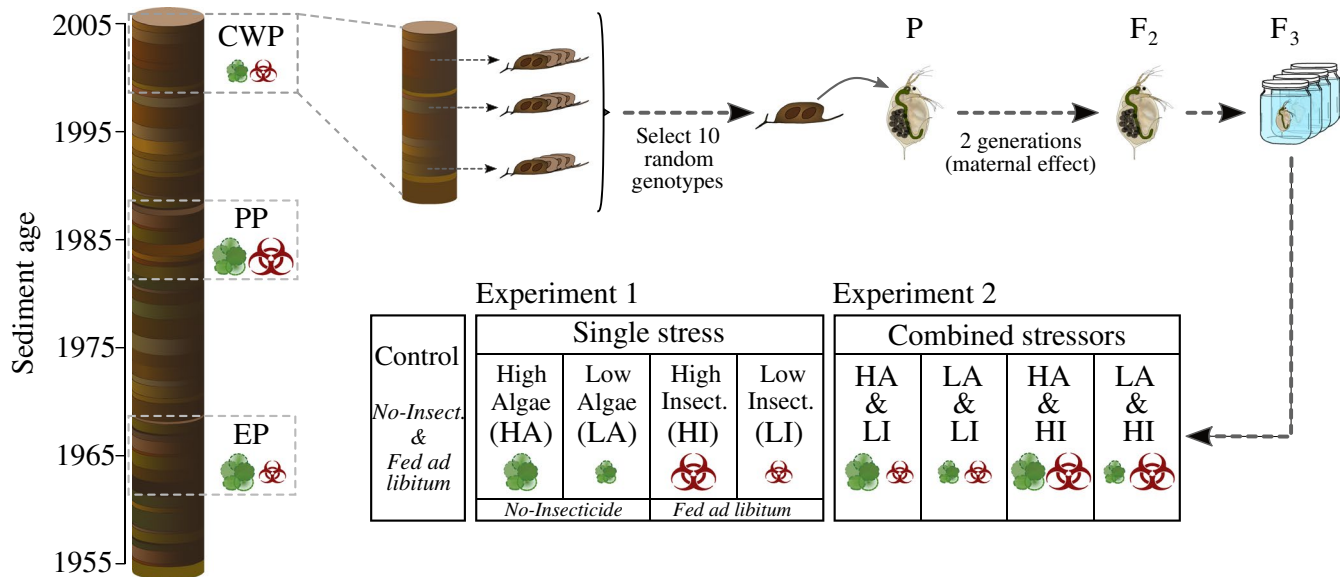 Sediment age
2005
1995
1985
1975
1965
1955
CWP
PP
EP
Select 10
random
genotypes
P
2 generations
(maternal effect)
F2
F3
Experiment 1
Experiment 2
Control
No-Insect.
&
Fed ad
libitum
Single stress
High
Algae
(HA)
Low
Algae
(LA)
High
Insect.
(HI)
Low
Insect.
(LI)
No-Insecticide
Fed ad libitum
Combined stressors
HA
&
LI
LA
&
LI
HA
&
HI
LA
&
HI